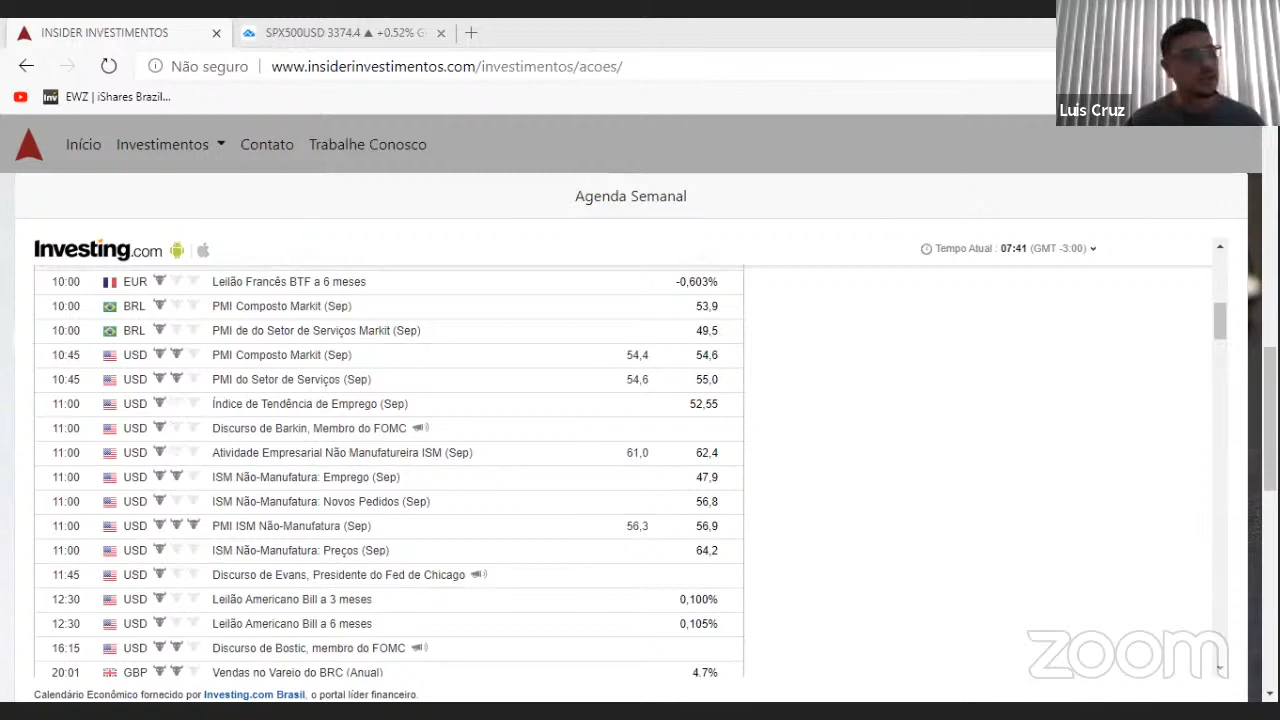 INSIDER INVESTIMENTOS
SPX500USD 3374.4 ▲ +0.52% G
Não seguro www.insiderinvestimentos.com/investimentos/acoes/
Inv EWZ | iShares Brazil...
Luis Cruz
Início Investimentos Contato Trabalhe Conosco
Agenda Semanal
Investing.com Tempo Atual : 07:41 (GMT -3:00)
10:00 EUR Leilão Francês BTF a 6 meses -0,603%
10:00 BRL PMI Composto Markit (Sep) 53,9
10:00 BRL PMI de do Setor de Serviços Markit (Sep) 49,5
10:45 USD PMI Composto Markit (Sep) 54,4 54,6
10:45 USD PMI do Setor de Serviços (Sep) 54,6 55,0
11:00 USD Índice de Tendência de Emprego (Sep) 52,55
11:00 USD Discurso de Barkin, Membro do FOMC
11:00 USD Atividade Empresarial Não Manufatureira ISM (Sep) 61,0 62,4
11:00 USD ISM Não-Manufatura: Emprego (Sep) 47,9
11:00 USD ISM Não-Manufatura: Novos Pedidos (Sep) 56,8
11:00 USD PMI ISM Não-Manufatura (Sep) 56,3 56,9
11:00 USD ISM Não-Manufatura: Preços (Sep) 64,2
11:45 USD Discurso de Evans, Presidente do Fed de Chicago
12:30 USD Leilão Americano Bill a 3 meses 0,100%
12:30 USD Leilão Americano Bill a 6 meses 0,105%
16:15 USD Discurso de Bostic, membro do FOMC
20:01 GBP Vendas no Varejo do BRC (Anual) 4,7%
Calendário Econômico fornecido por Investing.com Brasil, o portal líder financeiro.
zoom